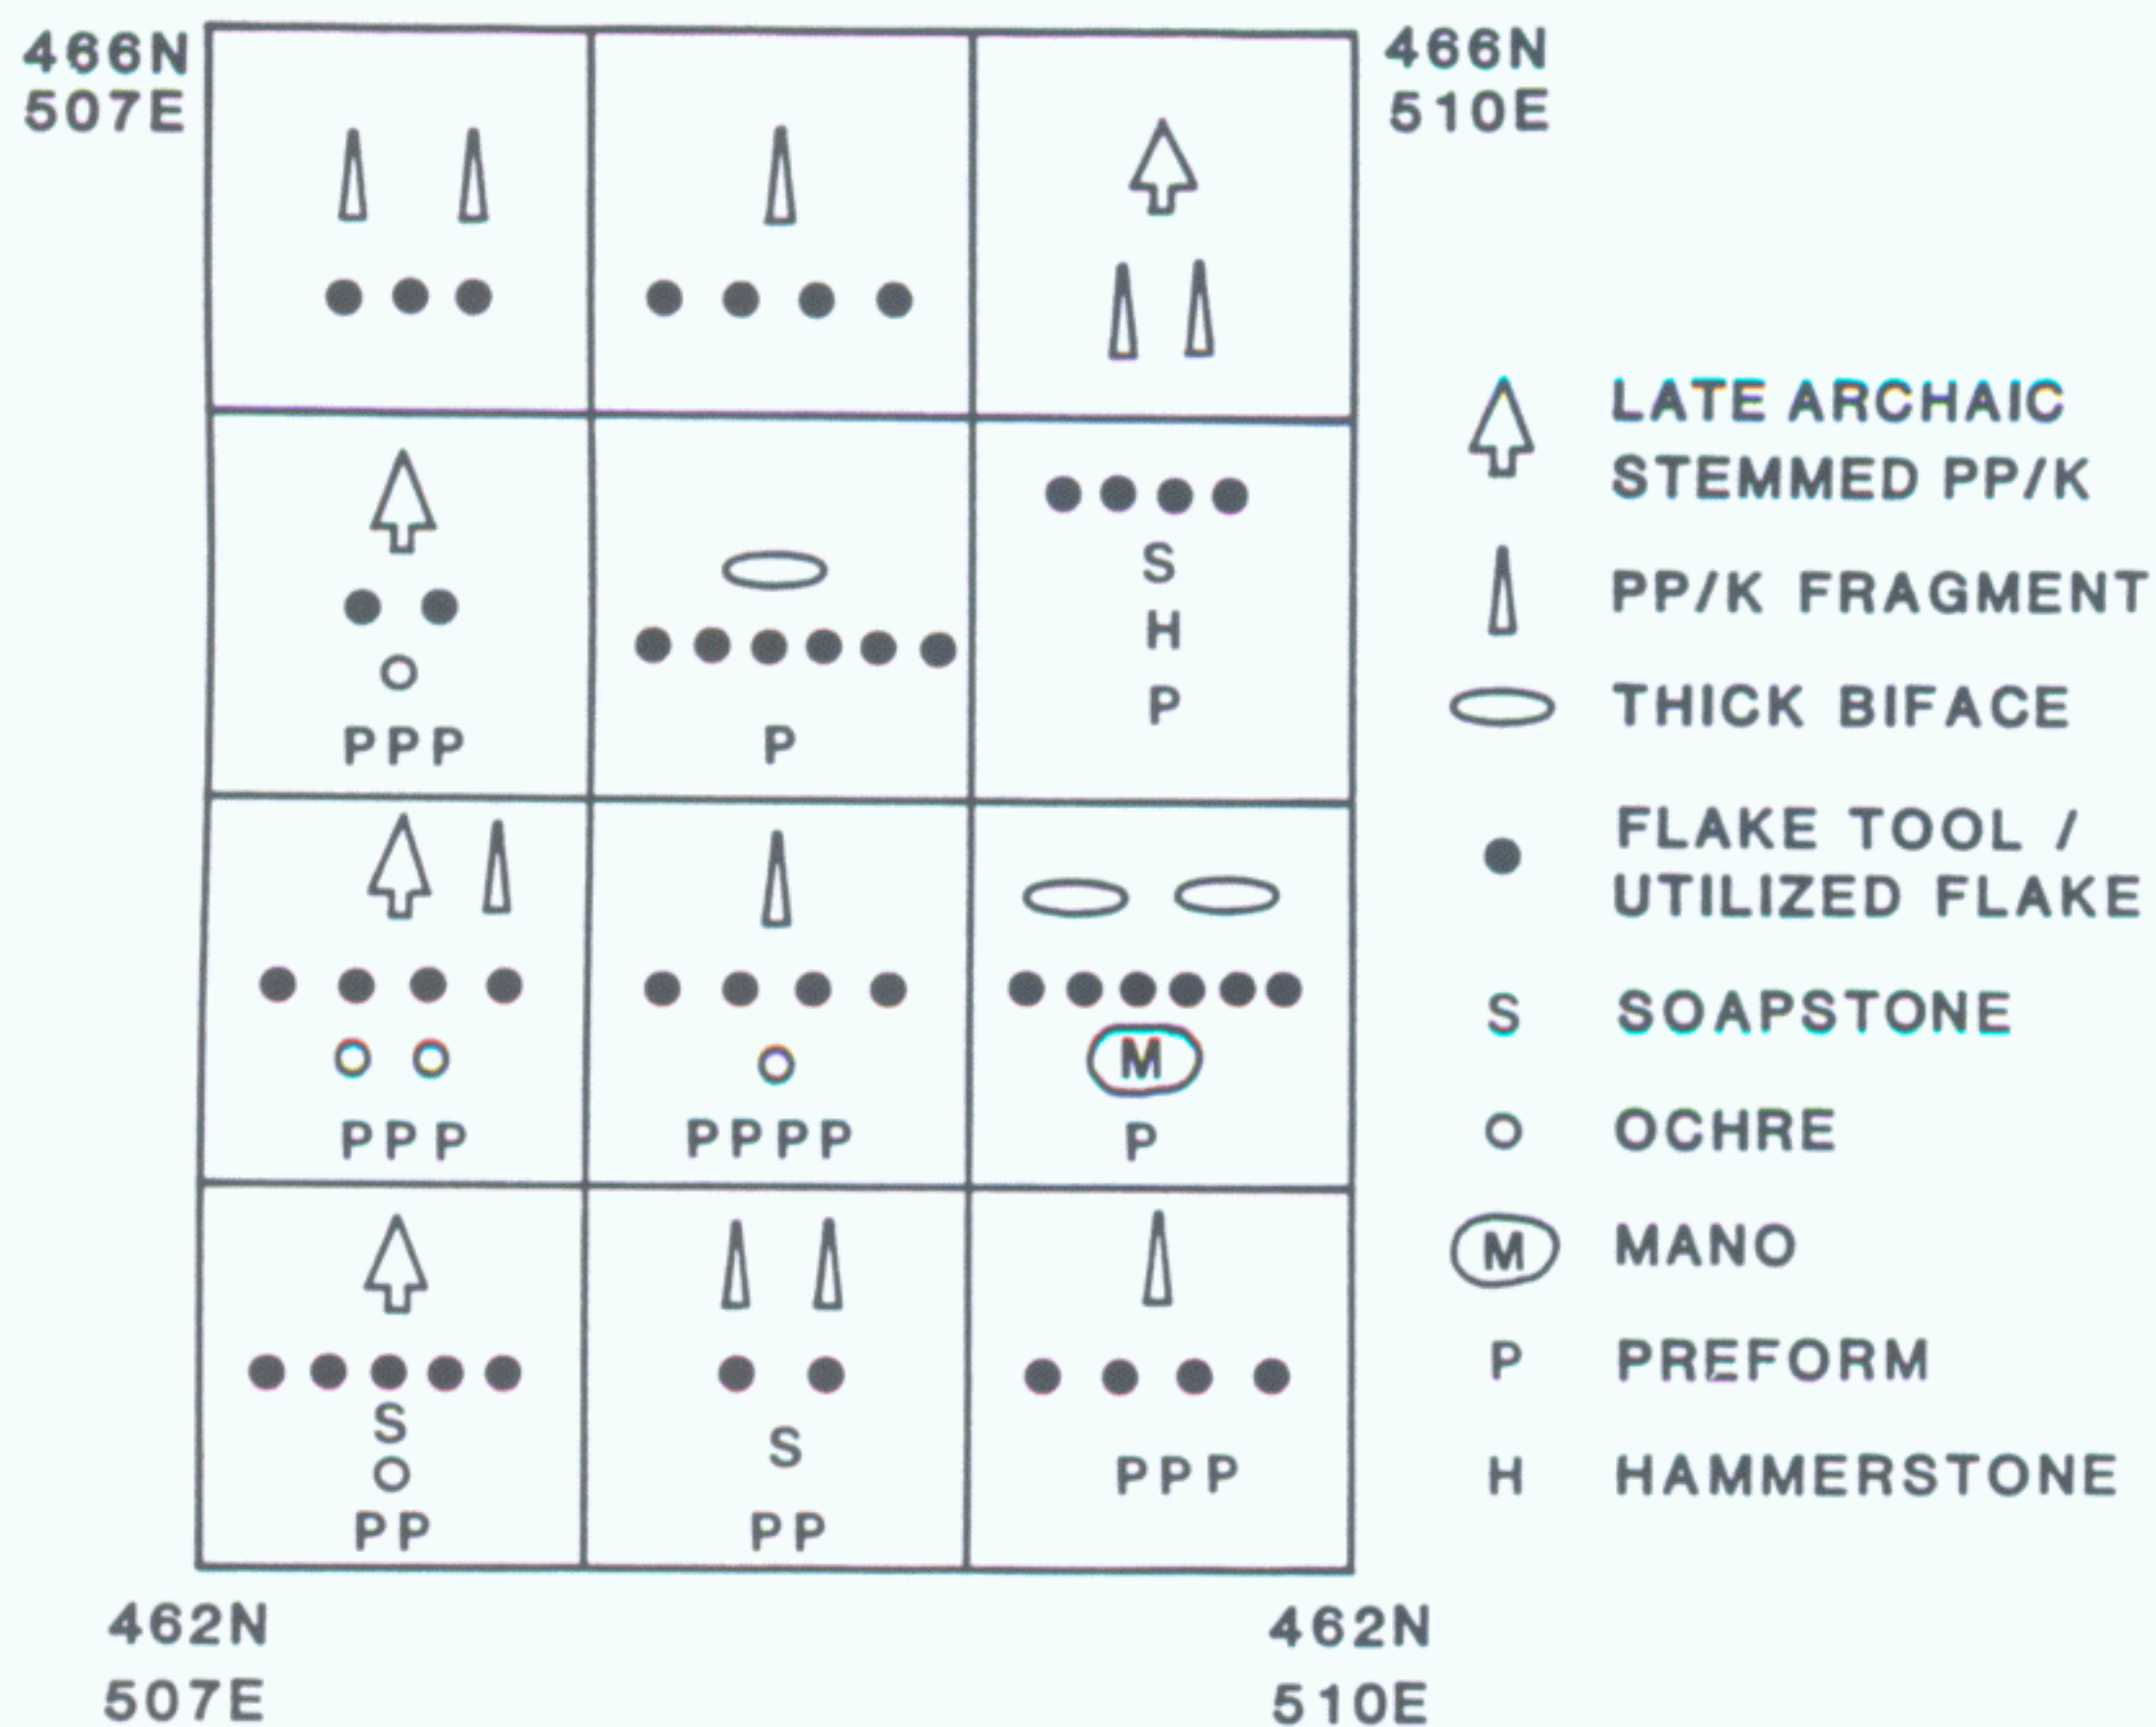 466N
507E
466N
510E
S
H
P
PPP
P
M
PPP
PPPP
P
S
PP
S
PP
PPP
462N
507E
462N
510E
LATE ARCHAIC
STEMMED PP/K
PP/K FRAGMENT
THICK BIFACE
FLAKE TOOL /
UTILIZED FLAKE
S SOAPSTONE
OCHRE
M MANO
P PREFORM
H HAMMERSTONE